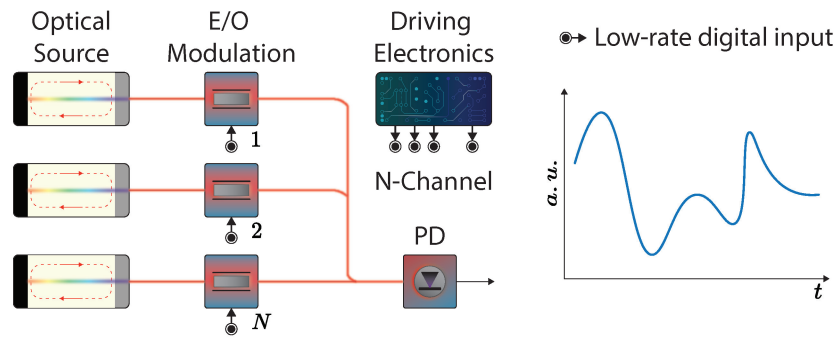 Optical
Source
E/O
Modulation
Driving
Electronics
Low-rate digital input
1
2
N
N-Channel
PD
a. u.
t